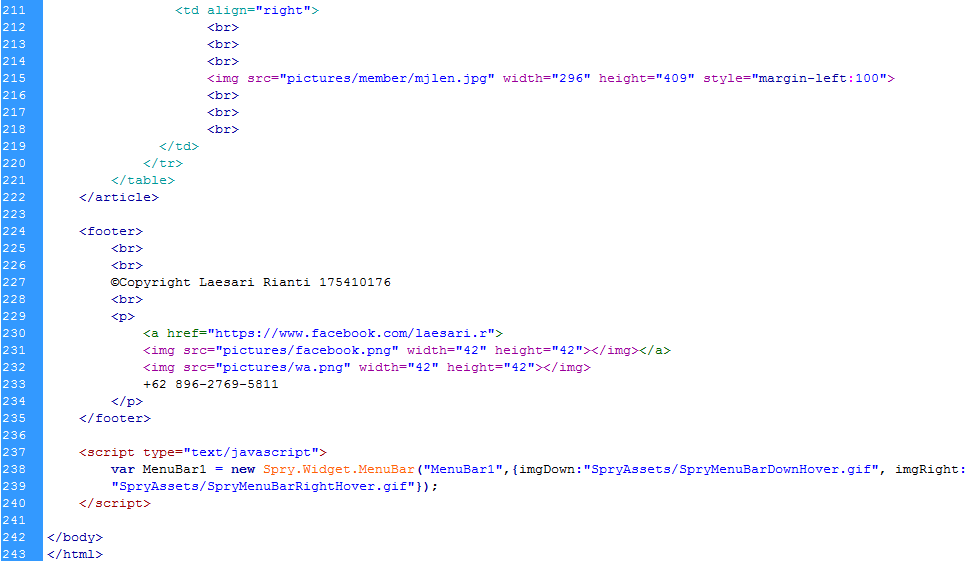 211 <td align="right">
212 <br>
213 <br>
214 <br>
215 <img src="pictures/member/mjlen.jpg" width="296" height="409" style="margin-left:100">
216 <br>
217 <br>
218 <br>
219 </td>
220 </tr>
221 </table>
222 </article>
223
224 <footer>
225 <br>
226 <br>
227 ©Copyright Laesari Rianti 175410176
228 <br>
229 <p>
230 <a href="https://www.facebook.com/laesari.r">
231 <img src="pictures/facebook.png" width="42" height="42"></img></a>
232 <img src="pictures/wa.png" width="42" height="42"></img>
233 +62 896-2769-5811
234 </p>
235 </footer>
236
237 <script type="text/javascript">
238 var MenuBar1 = new Spry.Widget.MenuBar("MenuBar1",{imgDown:"SpryAssets/SpryMenuBarDownHover.gif", imgRight:
239 "SpryAssets/SpryMenuBarRightHover.gif"});
240 </script>
241
242 </body>
243 </html>